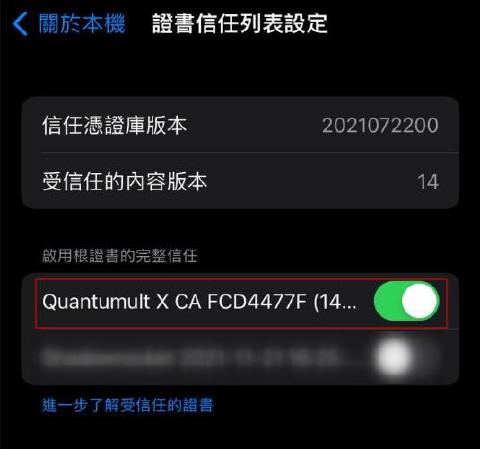 關於本機
證書信任列表設定
信任憑證庫版本
2021072200
受信任的內容版本
14
啟用根證書的完整信任
Quantumult X CA FCD4477F (14...
進一步了解受信任的證書